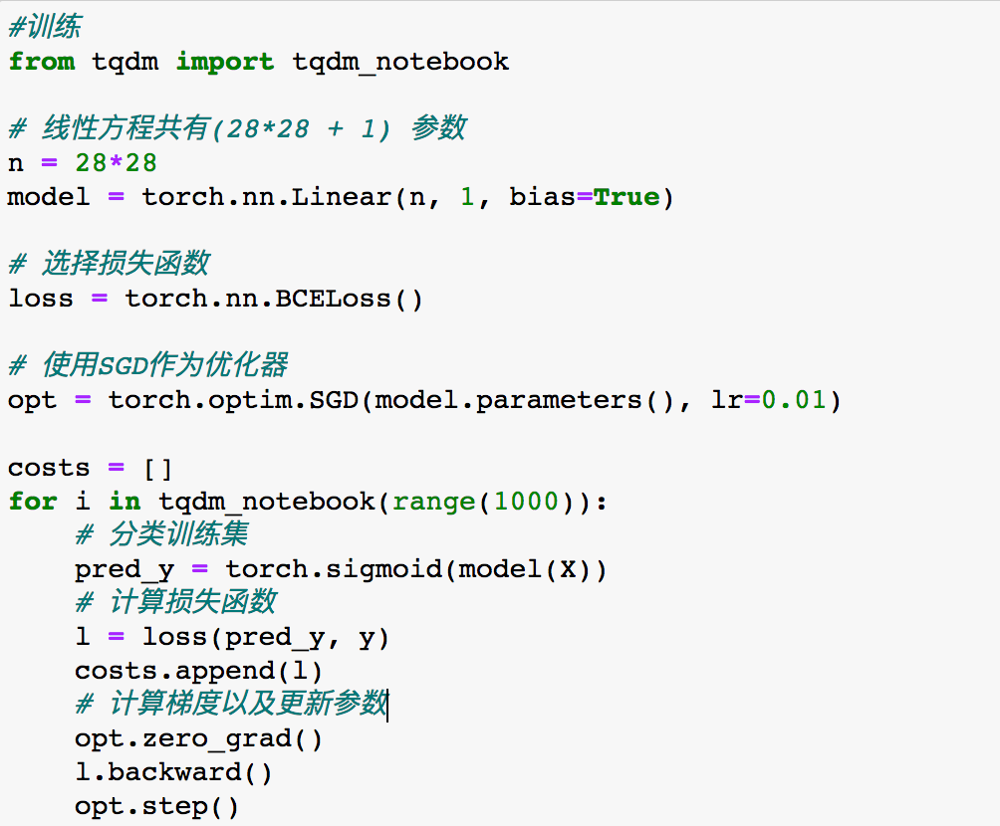 #训练
from tqdm import tqdm_notebook
# 线性方程共有(28*28 + 1) 参数
n = 28*28
model = torch.nn.Linear(n, 1, bias=True)
# 选择损失函数
loss = torch.nn.BCELoss()
# 使用SGD作为优化器
opt = torch.optim.SGD(model.parameters(), lr=0.01)
costs = []
for i in tqdm_notebook(range(1000)):
    # 分类训练集
    pred_y = torch.sigmoid(model(X))
    # 计算损失函数
    l = loss(pred_y, y)
    costs.append(l)
    # 计算梯度以及更新参数
    opt.zero_grad()
    l.backward()
    opt.step()